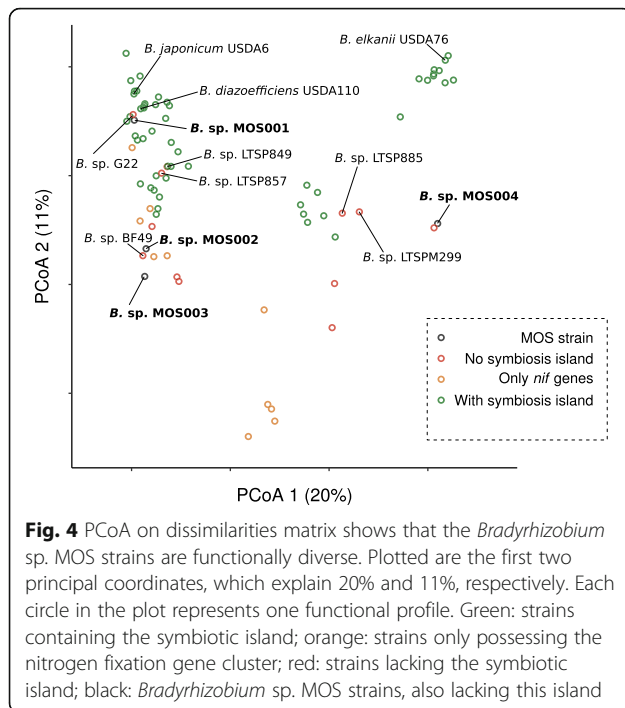 B. japonicum USDA6
B. elkanii USDA76
B. diazoefficiens USDA110
B. sp. MOS001
B. sp. G22
B. sp. LTSP849
B. sp. LTSP857
B. sp. LTSP885
B. sp. MOS004
B. sp. BF49
B. sp. MOS002
B. sp. LTSPM299
B. sp. MOS003
PCoA 2 (11%)
MOS strain
No symbiosis island
Only nif genes
With symbiosis island
PCoA 1 (20%)
Fig. 4 PCoA on dissimilarities matrix shows that the Bradyrhizobium
sp. MOS strains are functionally diverse. Plotted are the first two
principal coordinates, which explain 20% and 11%, respectively. Each
circle in the plot represents one functional profile. Green: strains
containing the symbiotic island; orange: strains only possessing the
nitrogen fixation gene cluster; red: strains lacking the symbiotic
island; black: Bradyrhizobium sp. MOS strains, also lacking this island